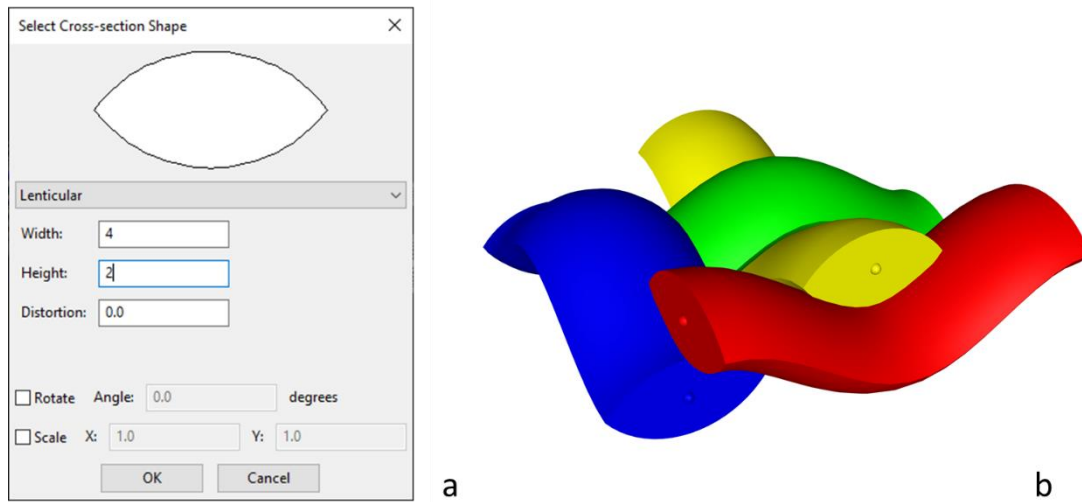 Select Cross-section Shape
Lenticular
Width: 4
Height: 2
Distortion: 0.0
Rotate Angle: 0.0 degrees
Scale X: 1.0 Y: 1.0
OK Cancel
a b